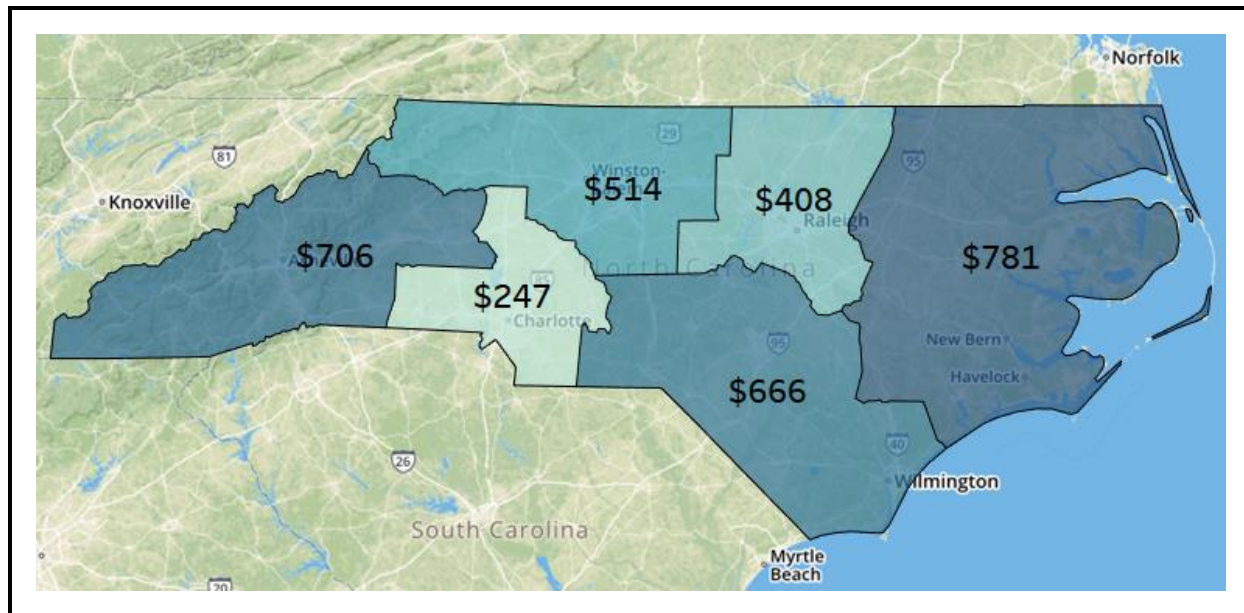 Norfolk
29
81
95
Winston-
$514
Knoxville
$408
Raleigh
$706
$781
North Carolina
85
$247
Charlotte
95
New Bern
Havelock
$666
40
26
Wilmington
South Carolina
Myrtle
Beach
20